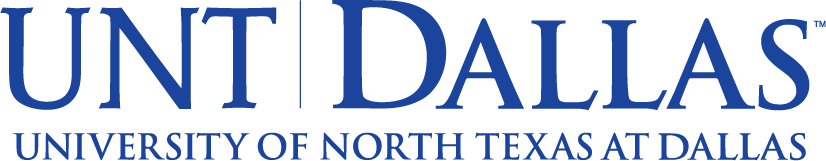 UNT | DALLAS™
UNIVERSITY OF NORTH TEXAS AT DALLAS